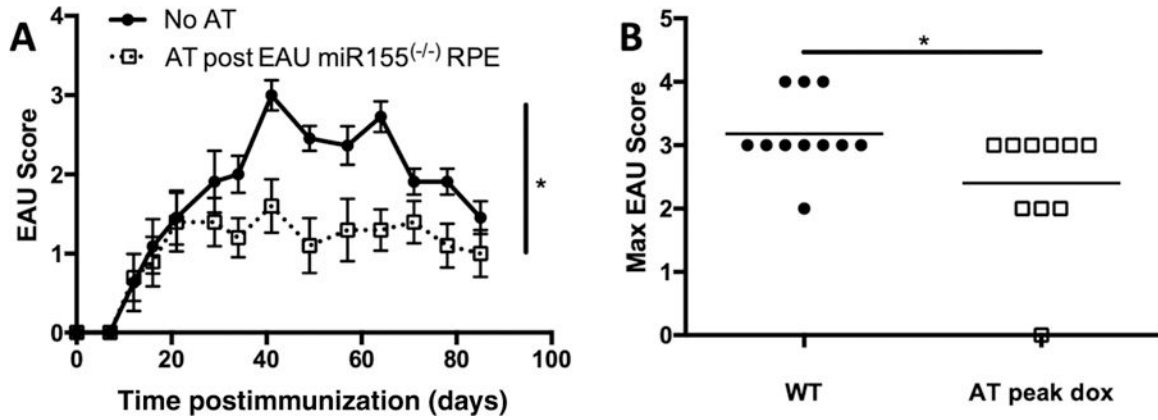 A
No AT
AT post EAU miR155(-/-) RPE
EAU Score
4
3
2
1
0
*
0 20 40 60 80 100
Time postimmunization (days)
B
*
Max EAU Score
5
4
3
2
1
0
WT AT peak dox